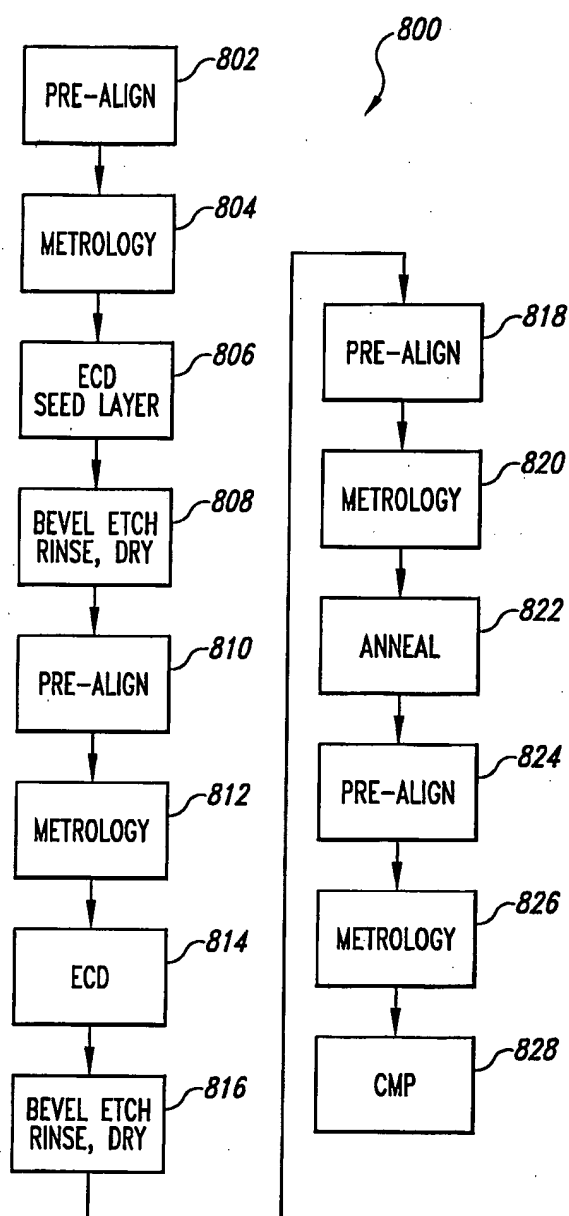 800
802
PRE-ALIGN
804
METROLOGY
806
ECD
SEED LAYER
808
BEVEL ETCH
RINSE, DRY
810
PRE-ALIGN
812
METROLOGY
814
ECD
816
BEVEL ETCH
RINSE, DRY
818
PRE-ALIGN
820
METROLOGY
822
ANNEAL
824
PRE-ALIGN
826
METROLOGY
828
CMP